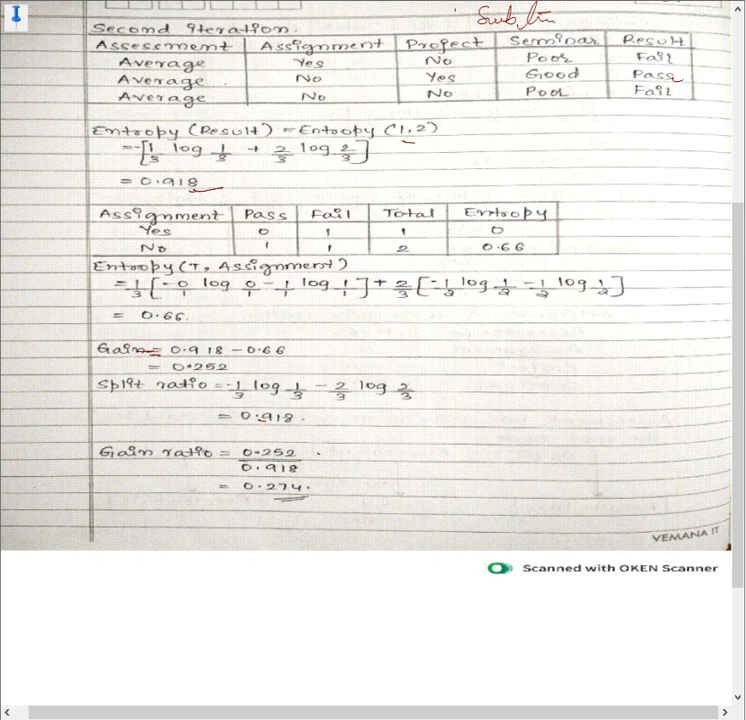 Second iteration:
Assessment Assignment Project Seminar Result
Average Yes No Poor Fail
Average No Yes Good Pass
Average No No Poor Fail
Entropy (Result) = Entropy (1,2)
= -[1/3 log 1/3 + 2/3 log 2/3]
= 0.918
Assignment Pass Fail Total Entropy
Yes 0 1 1 0
No 1 1 2 0.66
Entropy (T, Assignment)
= 1/3 [-0/1 log 0/1 - 1/1 log 1/1] + 2/3 [-1/2 log 1/2 - 1/2 log 1/2]
= 0.66.
Gain = 0.918 - 0.66
= 0.252
Split ratio = -1/3 log 1/3 - 2/3 log 2/3
= 0.918.
Gain ratio = 0.252/0.918
= 0.274.
VEMANA IT
Scanned with OKEN Scanner